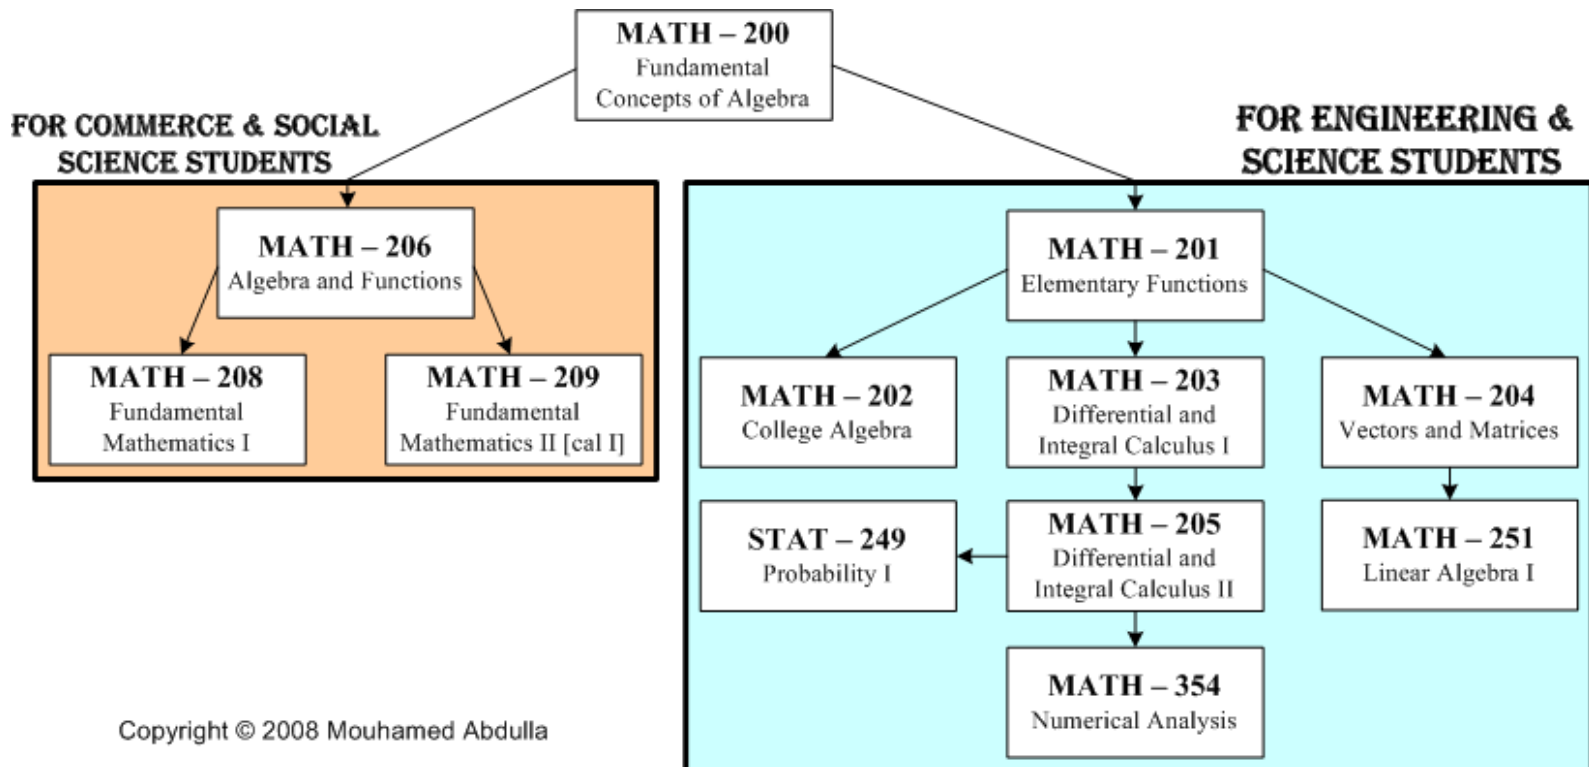 MATH – 200
Fundamental
Concepts of Algebra
FOR COMMERCE & SOCIAL
SCIENCE STUDENTS
MATH – 206
Algebra and Functions
MATH – 208
Fundamental
Mathematics I
MATH – 209
Fundamental
Mathematics II [cal I]
FOR ENGINEERING &
SCIENCE STUDENTS
MATH – 201
Elementary Functions
MATH – 202
College Algebra
MATH – 203
Differential and
Integral Calculus I
MATH – 204
Vectors and Matrices
STAT – 249
Probability I
MATH – 205
Differential and
Integral Calculus II
MATH – 251
Linear Algebra I
MATH – 354
Numerical Analysis
Copyright © 2008 Mouhamed Abdulla